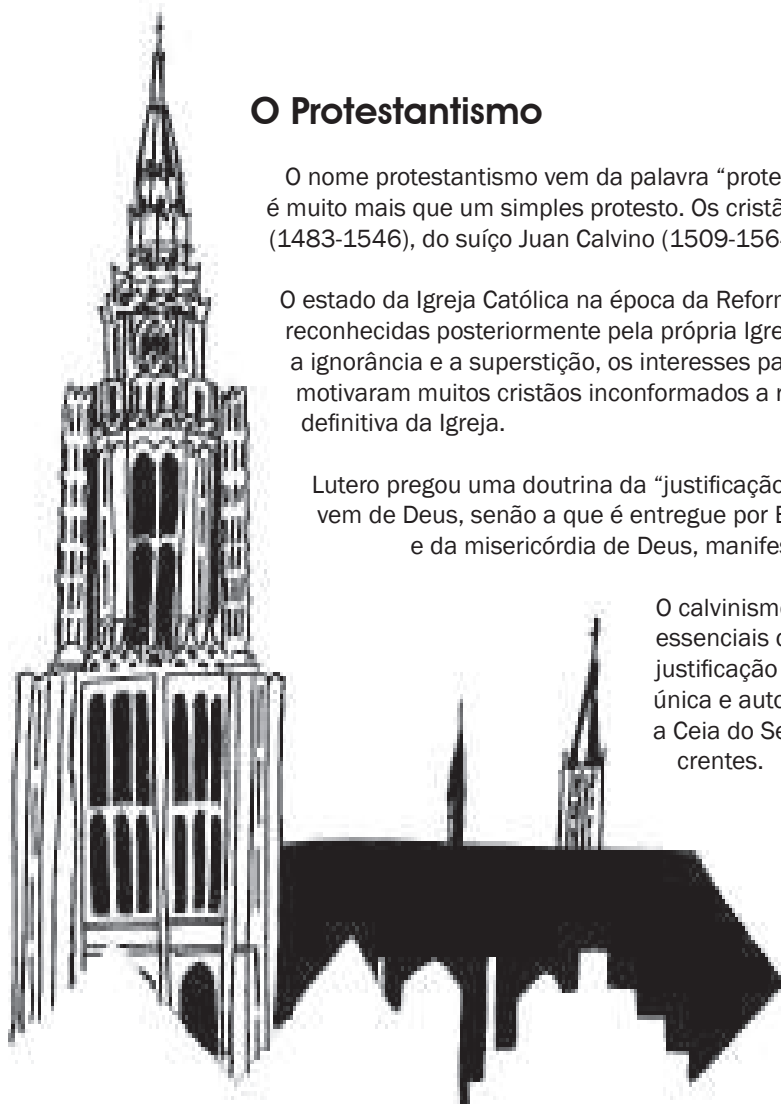 O Protestantismo
O nome protestantismo vem da palavra “prote
é muito mais que um simples protesto. Os cristã
(1483-1546), do suíço Juan Calvino (1509-156
O estado da Igreja Católica na época da Reforn
reconhecidas posteriormente pela própria Igre
a ignorância e a superstição, os interesses pa
motivaram muitos cristãos inconformados a
definitiva da Igreja.
Lutero pregou uma doutrina da “justificação
vem de Deus, senão a que é entregue por
e da misericórdia de Deus, manifes
O calvinism
essenciais
justificação
única e auto
a Ceia do Se
crentes.